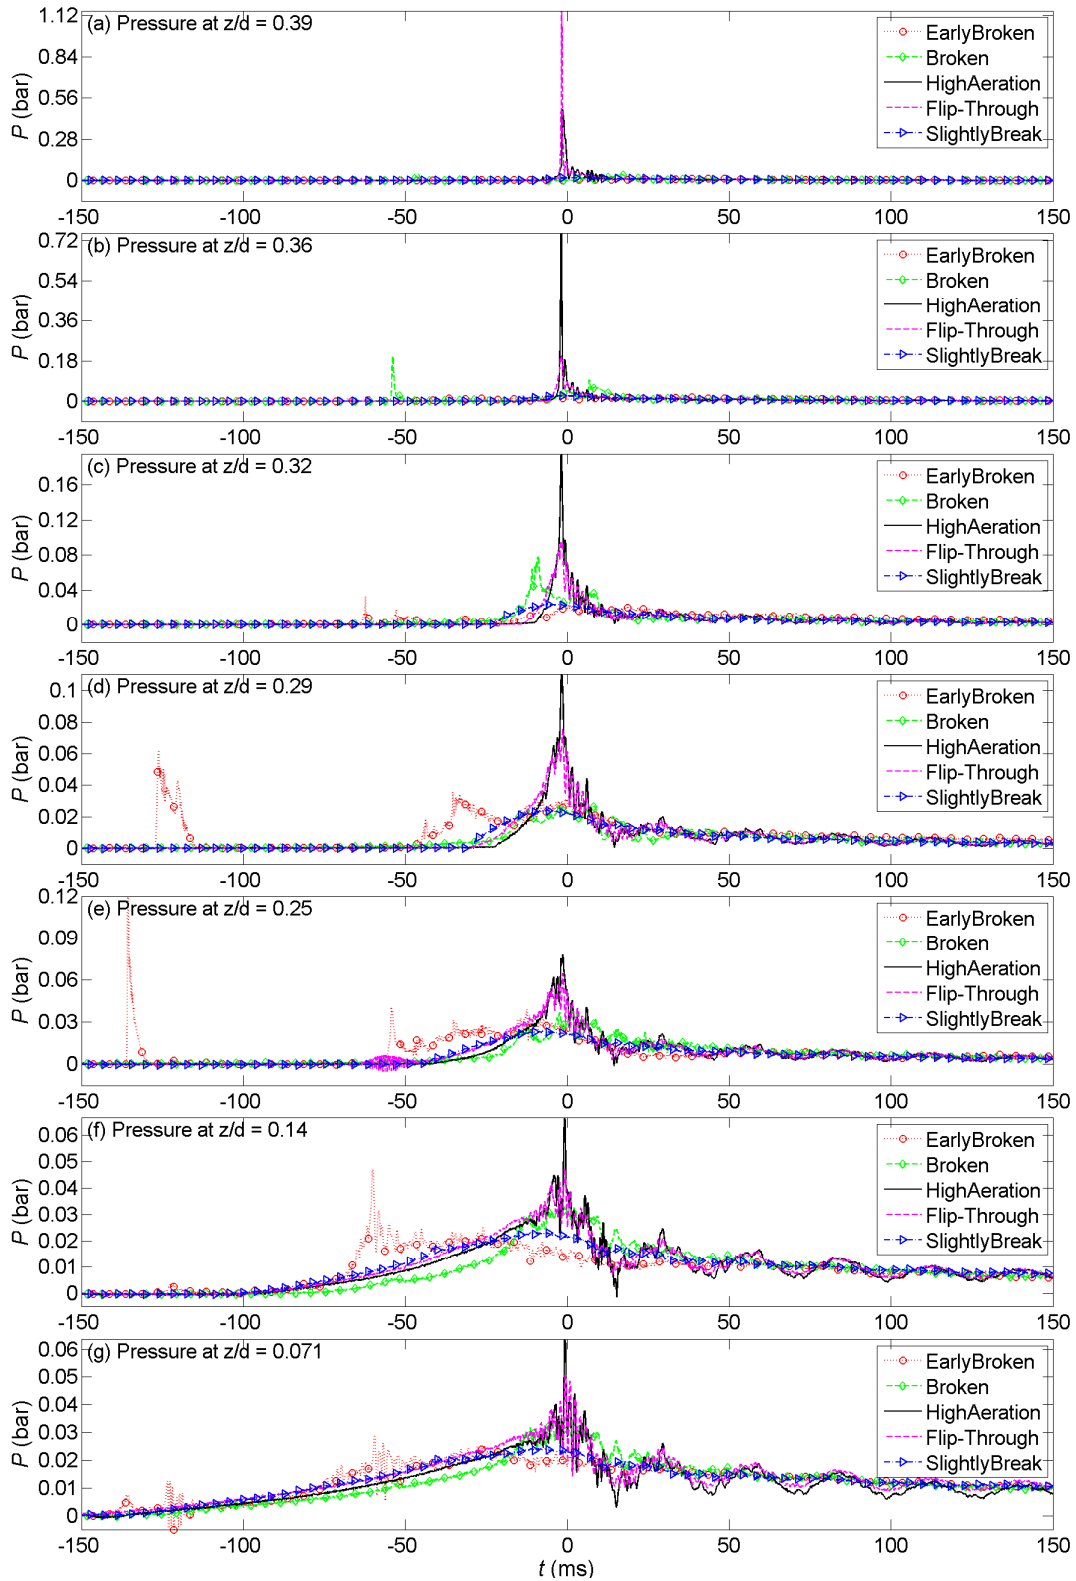 (a) Pressure at z/d = 0.39
P (bar)
1.12
0.84
0.56
0.28
0
EarlyBroken
Broken
HighAeration
Flip-Through
SlightlyBreak
-150 -100 -50 0 50 100 150
(b) Pressure at z/d = 0.36
P (bar)
0.72
0.54
0.36
0.18
0
EarlyBroken
Broken
HighAeration
Flip-Through
SlightlyBreak
-150 -100 -50 0 50 100 150
(c) Pressure at z/d = 0.32
P (bar)
0.16
0.12
0.08
0.04
0
EarlyBroken
Broken
HighAeration
Flip-Through
SlightlyBreak
-150 -100 -50 0 50 100 150
(d) Pressure at z/d = 0.29
P (bar)
0.1
0.08
0.06
0.04
0.02
0
EarlyBroken
Broken
HighAeration
Flip-Through
SlightlyBreak
-150 -100 -50 0 50 100 150
(e) Pressure at z/d = 0.25
P (bar)
0.12
0.09
0.06
0.03
0
EarlyBroken
Broken
HighAeration
Flip-Through
SlightlyBreak
-150 -100 -50 0 50 100 150
(f) Pressure at z/d = 0.14
P (bar)
0.06
0.05
0.04
0.03
0.02
0.01
0
EarlyBroken
Broken
HighAeration
Flip-Through
SlightlyBreak
-150 -100 -50 0 50 100 150
(g) Pressure at z/d = 0.071
P (bar)
0.06
0.05
0.04
0.03
0.02
0.01
0
EarlyBroken
Broken
HighAeration
Flip-Through
SlightlyBreak
-150 -100 -50 0 50 100 150
t (ms)